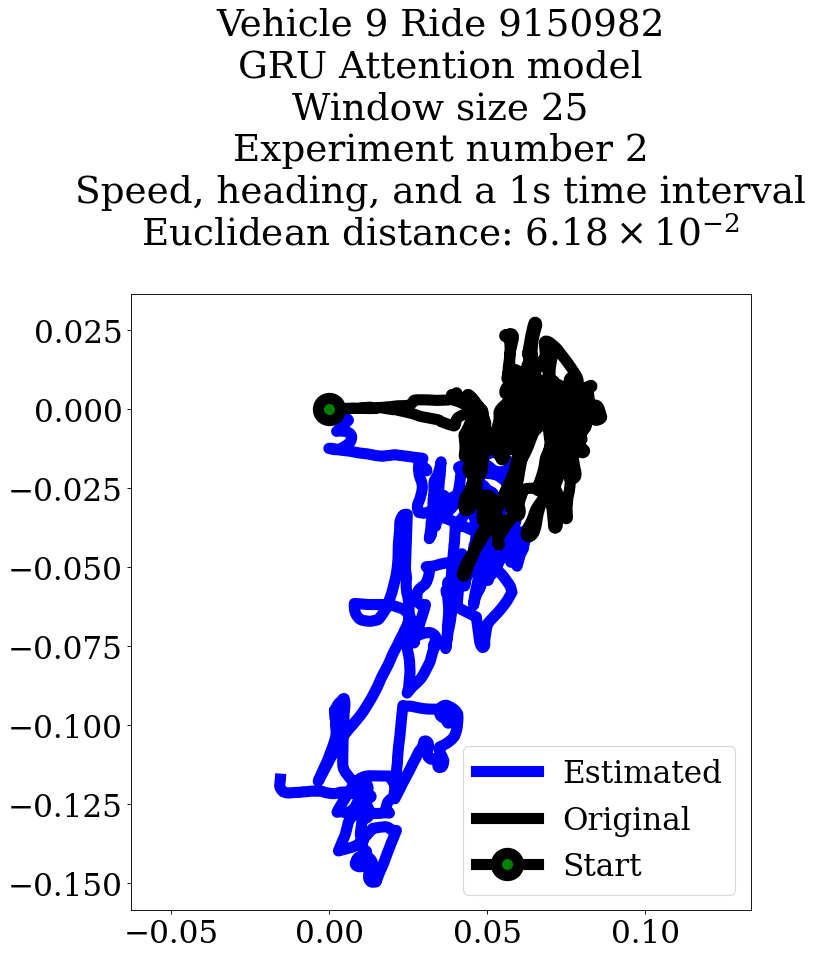 Vehicle 9 Ride 9150982
GRU Attention model
Window size 25
Experiment number 2
Speed, heading, and a 1s time interval
Euclidean distance: 6.18 × 10⁻²
0.025
0.000
−0.025
−0.050
−0.075
−0.100
−0.125
−0.150
Estimated
Original
Start
−0.05 0.00 0.05 0.10